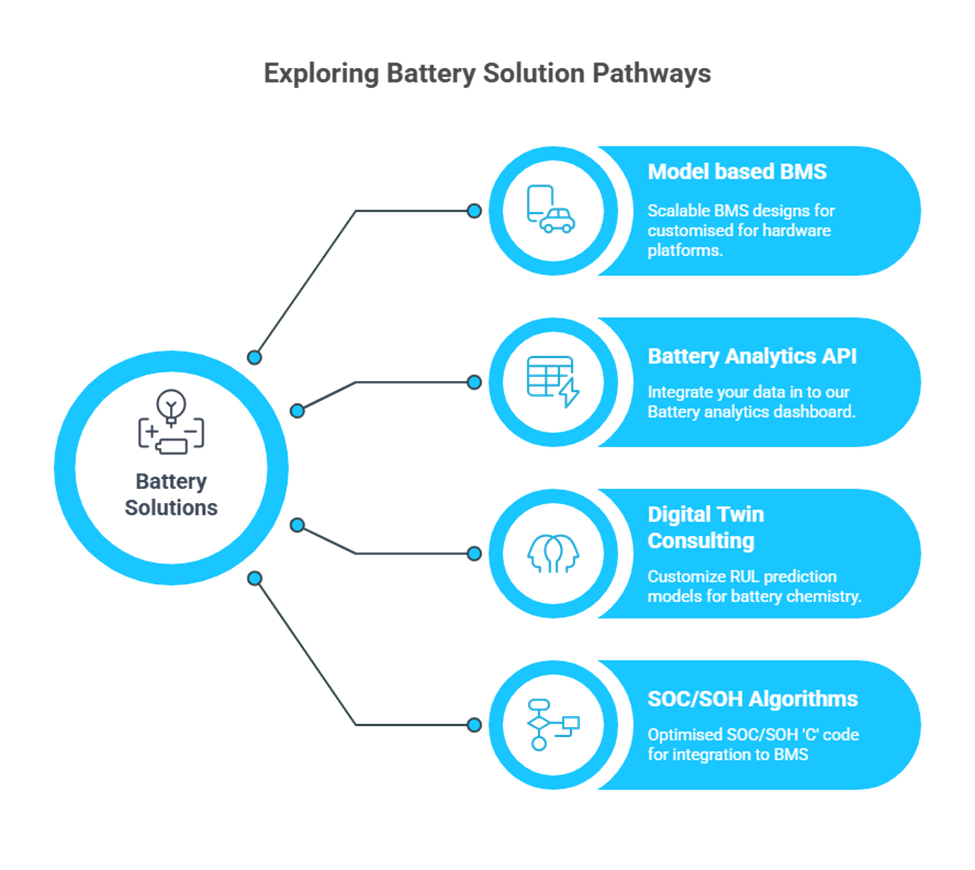 Exploring Battery Solution Pathways
Battery
Solutions
Model based BMS
Scalable BMS designs for
customised for hardware
platforms.
Battery Analytics API
Integrate your data in to our
Battery analytics dashboard.
Digital Twin
Consulting
Customize RUL prediction
models for battery chemistry.
SOC/SOH Algorithms
Optimised SOC/SOH 'C' code
for integration to BMS